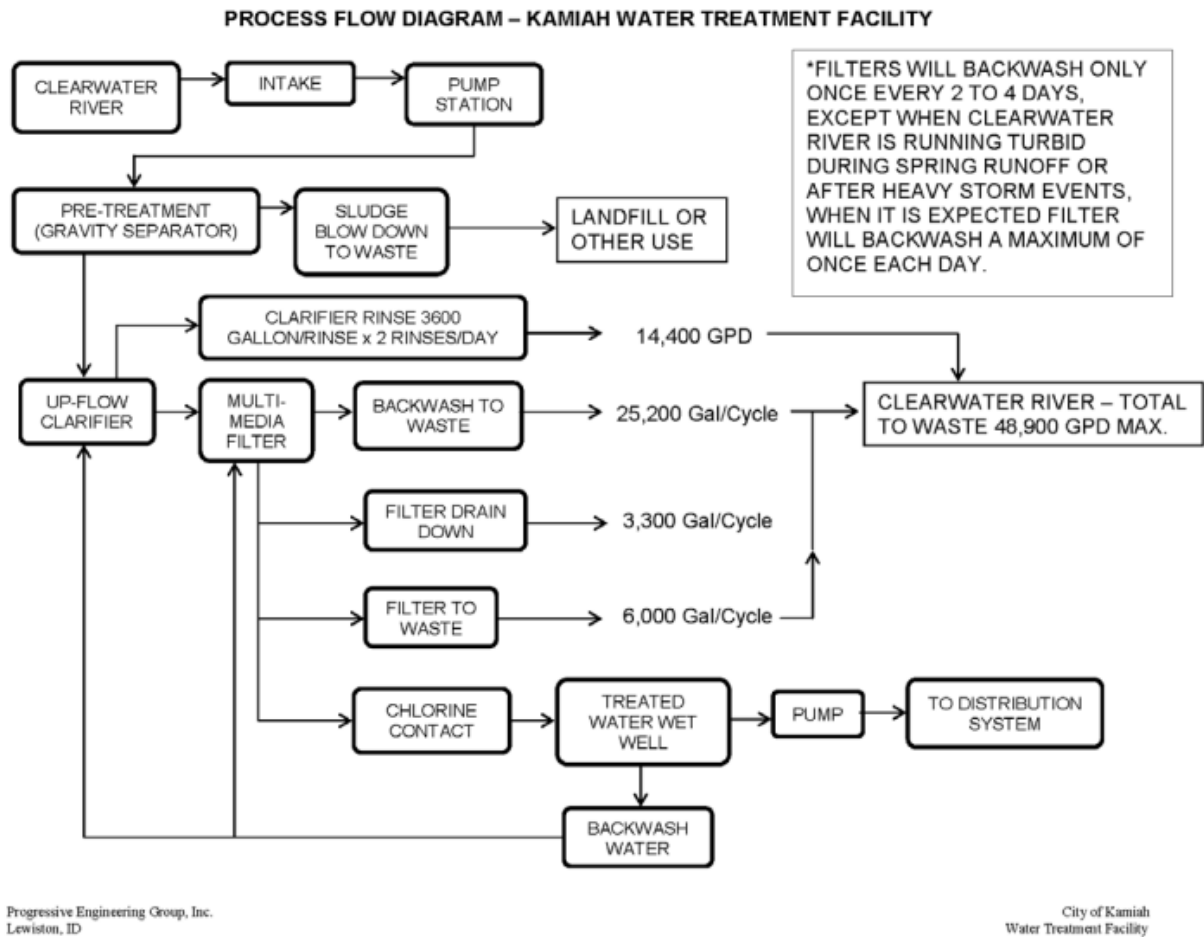 PROCESS FLOW DIAGRAM – KAMIAH WATER TREATMENT FACILITY
CLEARWATER
RIVER
INTAKE
PUMP
STATION
*FILTERS WILL BACKWASH ONLY
ONCE EVERY 2 TO 4 DAYS,
EXCEPT WHEN CLEARWATER
RIVER IS RUNNING TURBID
DURING SPRING RUNOFF OR
AFTER HEAVY STORM EVENTS,
WHEN IT IS EXPECTED FILTER
WILL BACKWASH A MAXIMUM OF
ONCE EACH DAY.
PRE-TREATMENT
(GRAVITY SEPARATOR)
SLUDGE
BLOW DOWN
TO WASTE
LANDFILL OR
OTHER USE
CLARIFIER RINSE 3600
GALLON/RINSE x 2 RINSES/DAY
14,400 GPD
UP-FLOW
CLARIFIER
MULTI-
MEDIA
FILTER
BACKWASH TO
WASTE
25,200 Gal/Cycle
CLEARWATER RIVER – TOTAL
TO WASTE 48,900 GPD MAX.
FILTER DRAIN
DOWN
3,300 Gal/Cycle
FILTER TO
WASTE
6,000 Gal/Cycle
CHLORINE
CONTACT
TREATED
WATER WET
WELL
PUMP
TO DISTRIBUTION
SYSTEM
BACKWASH
WATER
Progressive Engineering Group, Inc.
Lewiston, ID
City of Kamiah
Water Treatment Facility